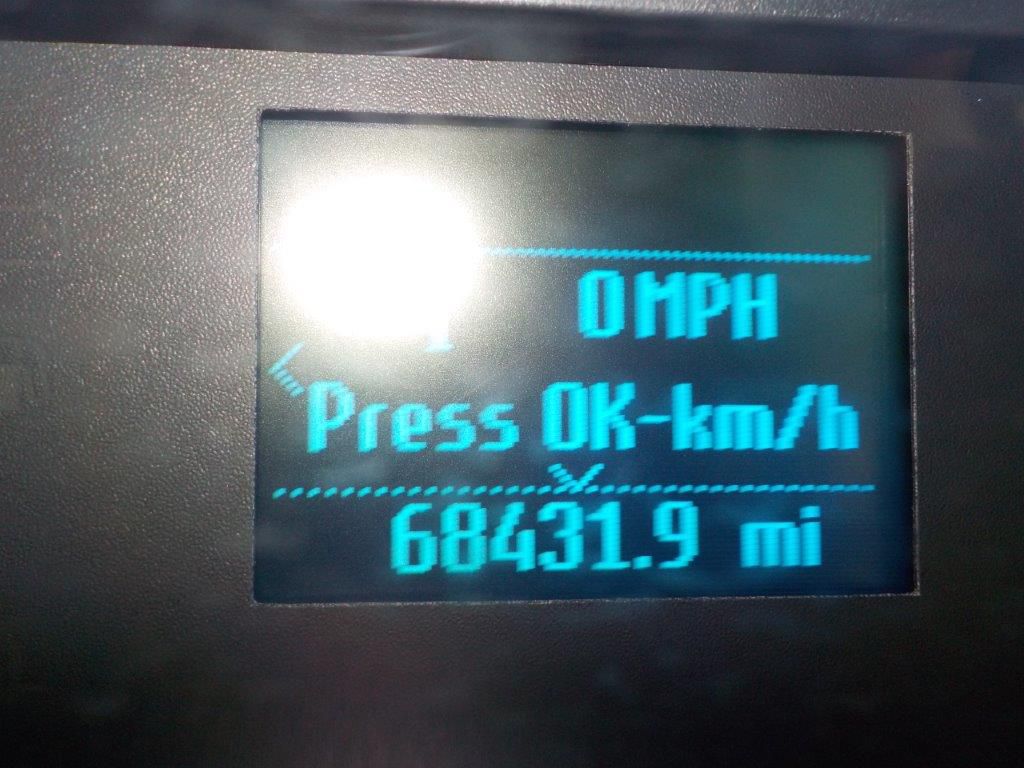 0 MPH
Press OK-km/h
68431.9 mi